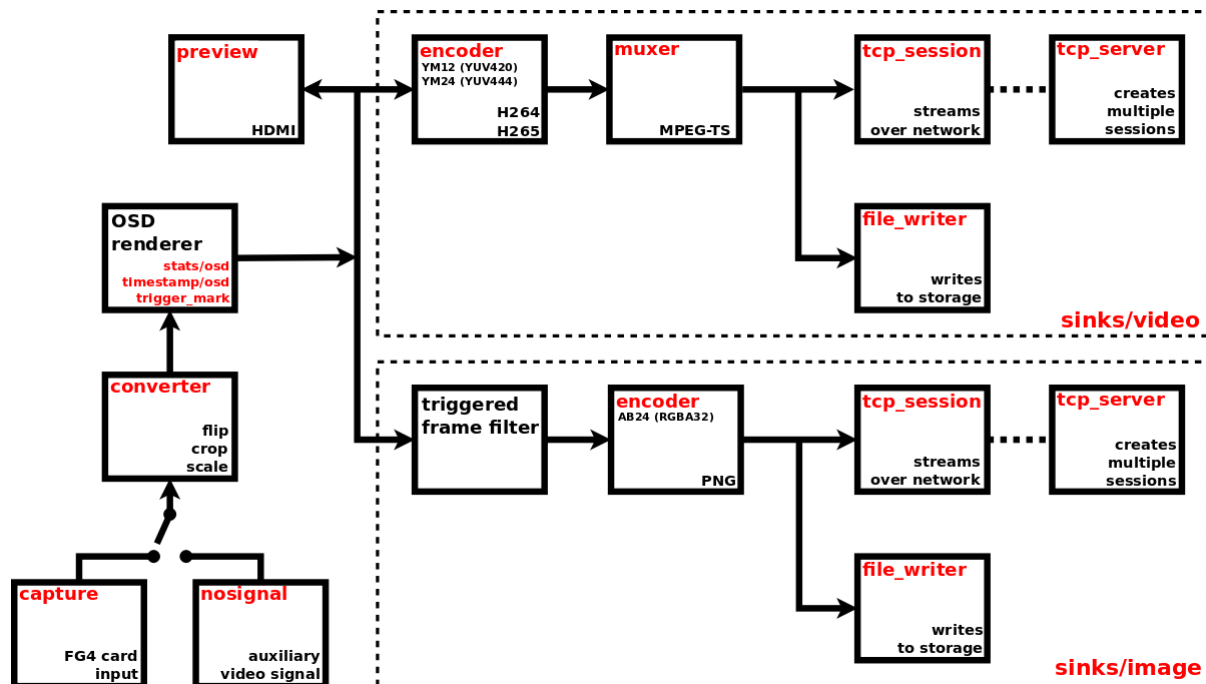 preview
HDMI
encoder
YM12 (YUV420)
YM24 (YUV444)
H264
H265
muxer
MPEG-TS
tcp_session
streams
over network
tcp_server
creates
multiple
sessions
OSD
renderer
stats/osd
timestamp/osd
trigger_mark
file_writer
writes
to storage
sinks/video
converter
flip
crop
scale
triggered
frame filter
encoder
AB24 (RGBA32)
PNG
tcp_session
streams
over network
tcp_server
creates
multiple
sessions
capture
FG4 card
input
nosignal
auxiliary
video signal
file_writer
writes
to storage
sinks/image